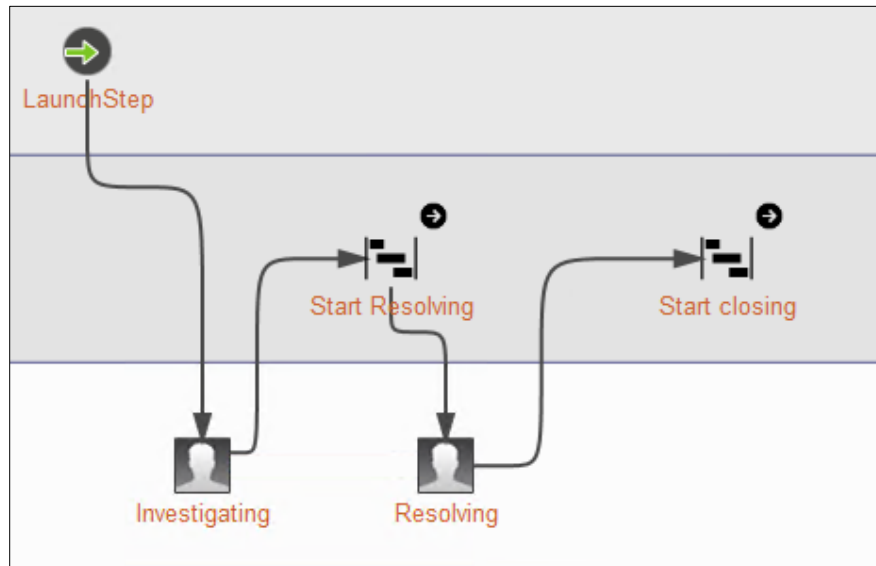 LaunchStep
Start Resolving
Start closing
Investigating
Resolving